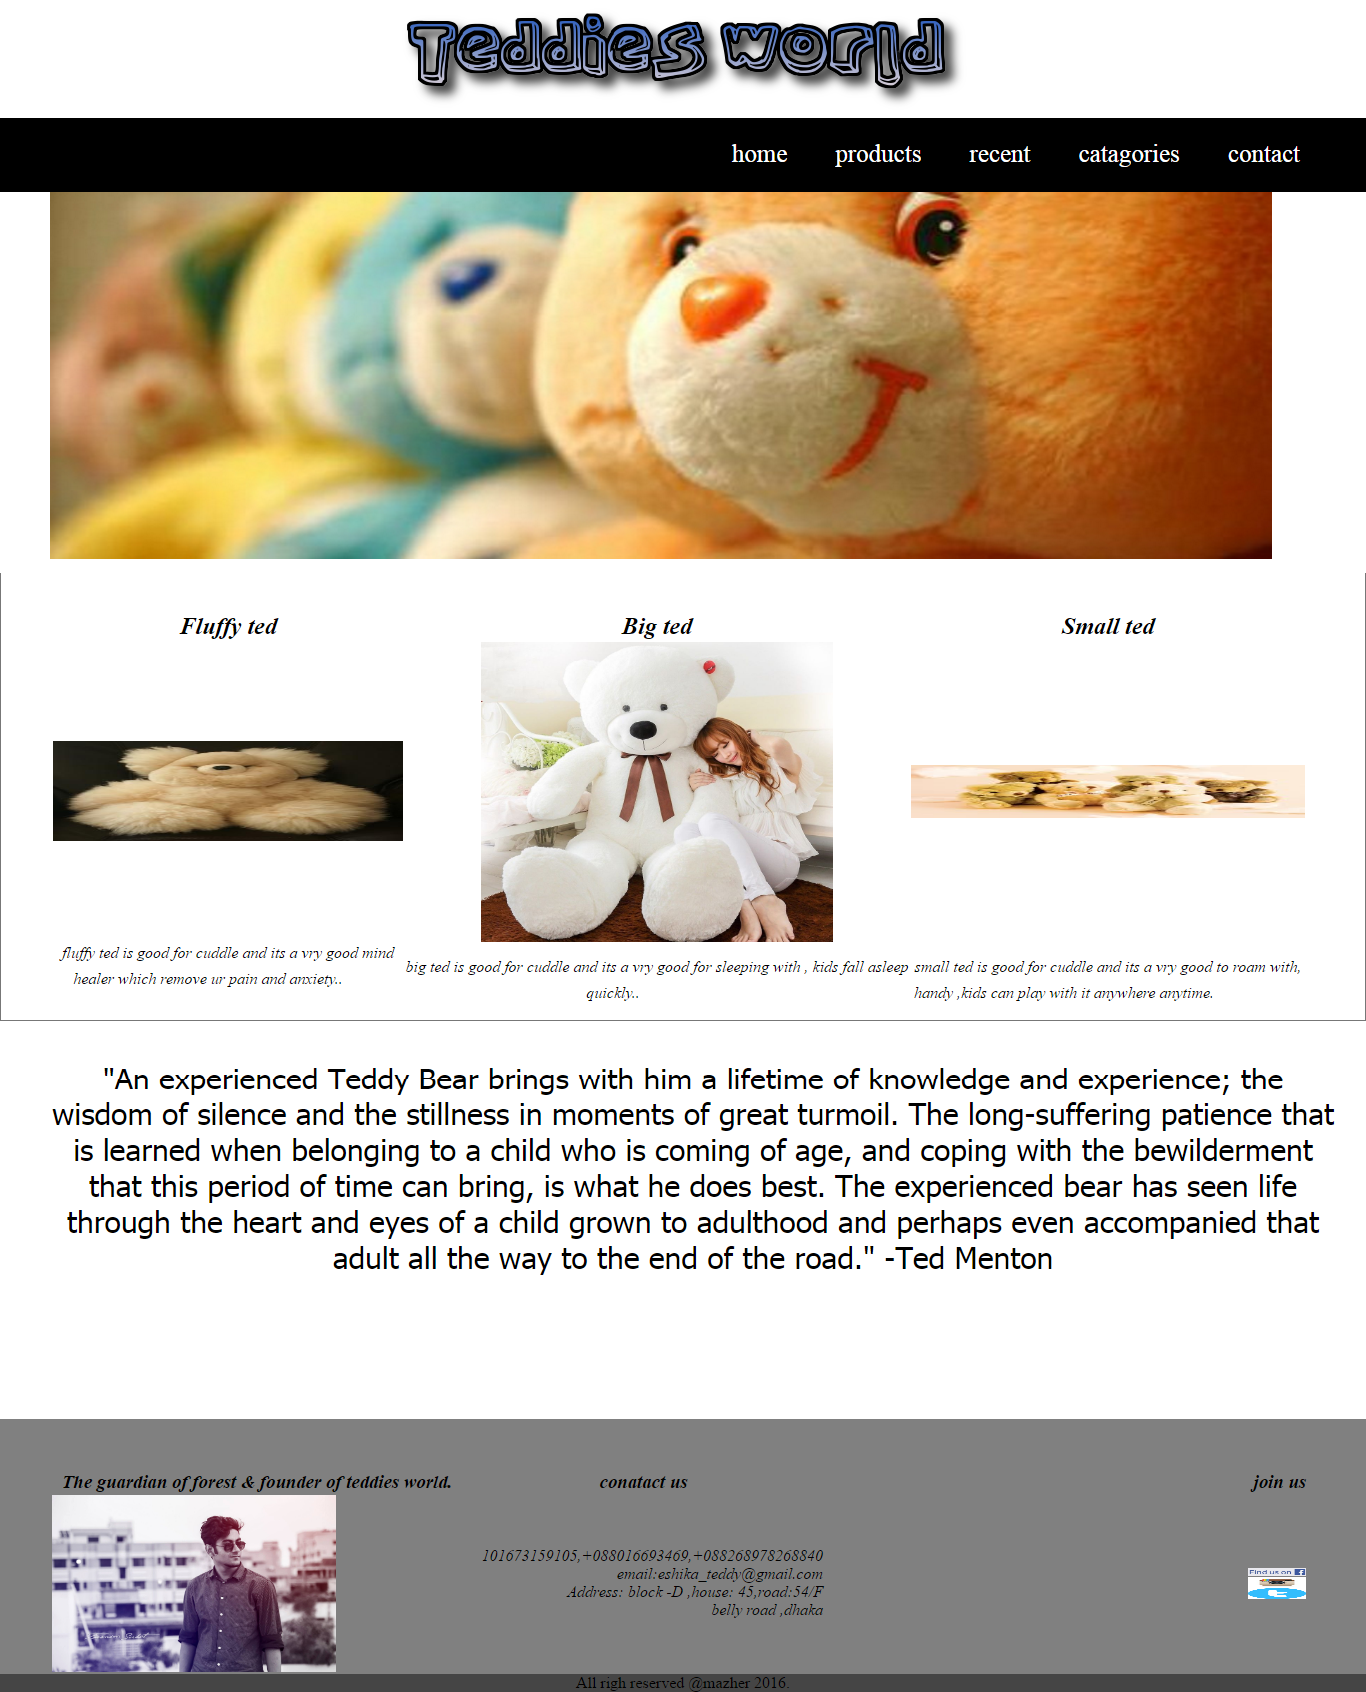 Teddies world
home products recent catagories contact
Fluffy ted
Big ted
Small ted
fluffy ted is good for cuddle and its a vry good mind
healer which remove ur pain and anxiety..
big ted is good for cuddle and its a vry good for sleeping with , kids fall asleep
quickly..
small ted is good for cuddle and its a vry good to roam with,
handy ,kids can play with it anywhere anytime.
"An experienced Teddy Bear brings with him a lifetime of knowledge and experience; the
wisdom of silence and the stillness in moments of great turmoil. The long-suffering patience that
is learned when belonging to a child who is coming of age, and coping with the bewilderment
that this period of time can bring, is what he does best. The experienced bear has seen life
through the heart and eyes of a child grown to adulthood and perhaps even accompanied that
adult all the way to the end of the road." -Ted Menton
The guardian of forest & founder of teddies world.
conatact us
101673159105,+088016693469,+088268978268840
email:eshika_teddy@gmail.com
Address: block -D ,house: 45,road:54/F
belly road ,dhaka
join us
Find us on
All righ reserved @mazher 2016.